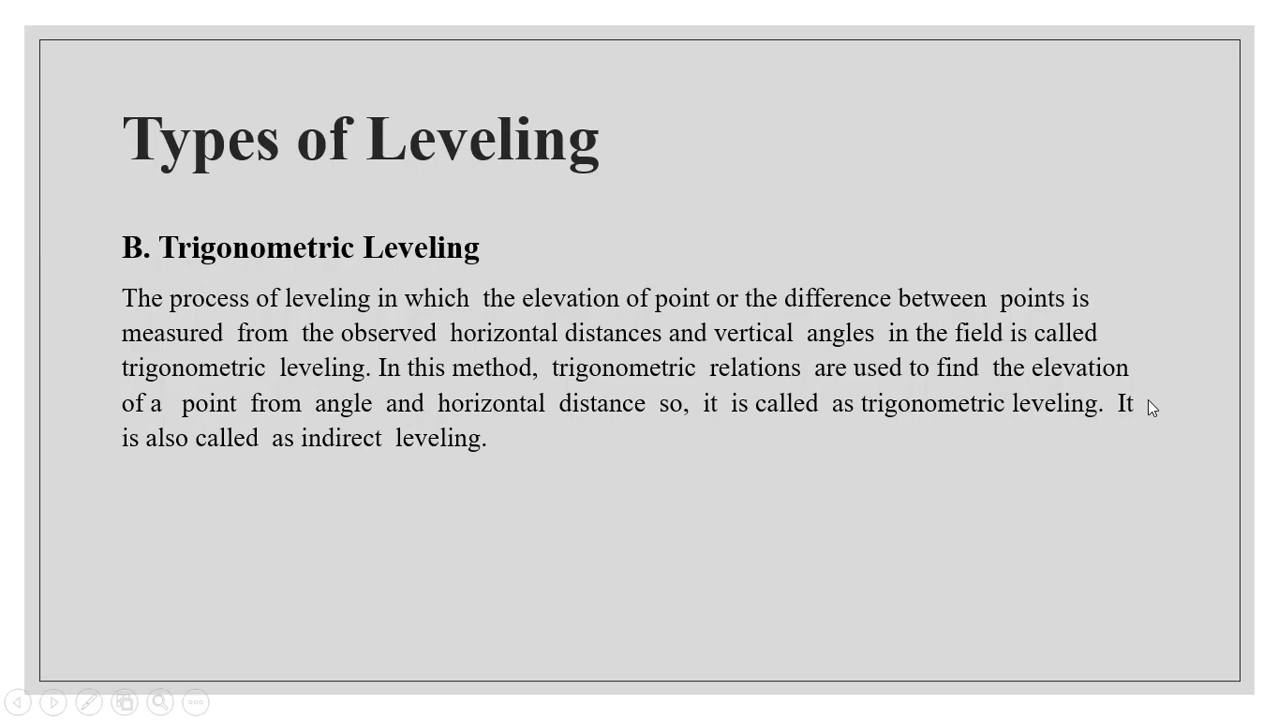 Types of Leveling
B. Trigonometric Leveling
The process of leveling in which the elevation of point or the difference between points is
measured from the observed horizontal distances and vertical angles in the field is called
trigonometric leveling. In this method, trigonometric relations are used to find the elevation
of a point from angle and horizontal distance so, it is called as trigonometric leveling. It
is also called as indirect leveling.